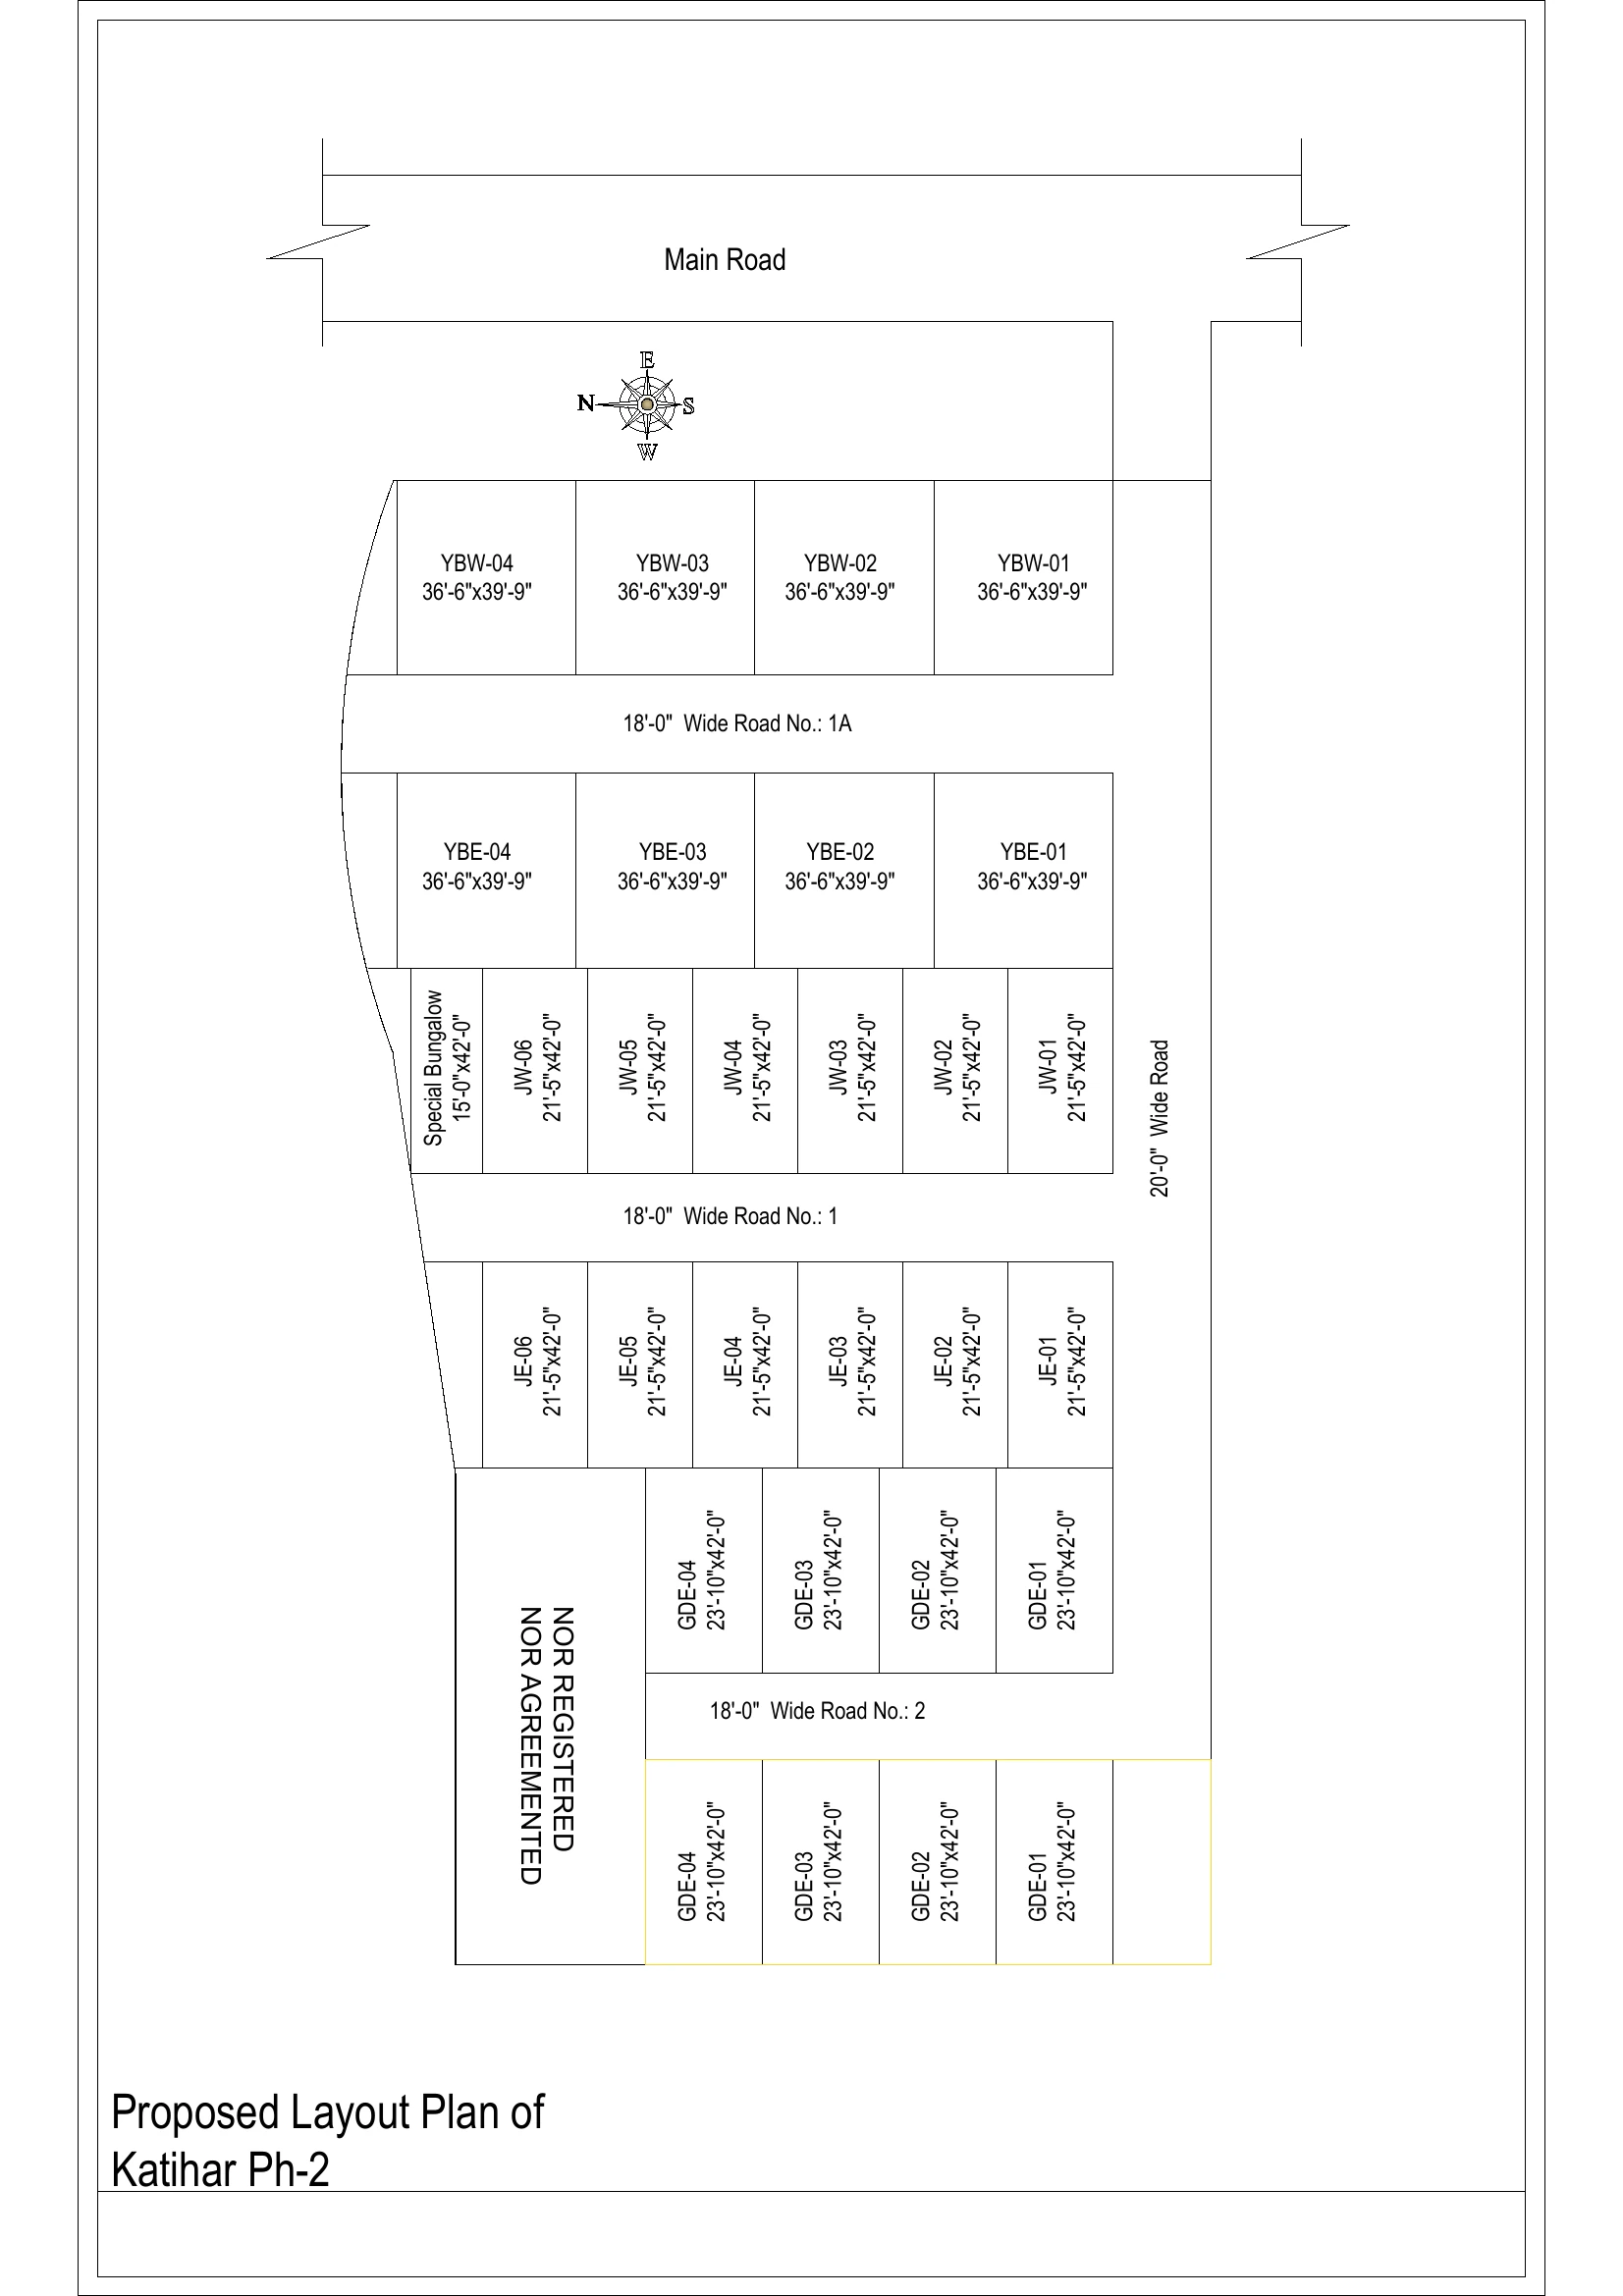 Main Road
E
N
S
W
YBW-04
36'-6"x39'-9"
YBW-03
36'-6"x39'-9"
YBW-02
36'-6"x39'-9"
YBW-01
36'-6"x39'-9"
18'-0" Wide Road No.: 1A
YBE-04
36'-6"x39'-9"
YBE-03
36'-6"x39'-9"
YBE-02
36'-6"x39'-9"
YBE-01
36'-6"x39'-9"
Special Bungalow
15'-0"x42'-0"
JW-06
21'-5"x42'-0"
JW-05
21'-5"x42'-0"
JW-04
21'-5"x42'-0"
JW-03
21'-5"x42'-0"
JW-02
21'-5"x42'-0"
JW-01
21'-5"x42'-0"
20'-0" Wide Road
18'-0" Wide Road No.: 1
JE-06
21'-5"x42'-0"
JE-05
21'-5"x42'-0"
JE-04
21'-5"x42'-0"
JE-03
21'-5"x42'-0"
JE-02
21'-5"x42'-0"
JE-01
21'-5"x42'-0"
NOR REGISTERED
NOR AGREEMENTED
GDE-04
23'-10"x42'-0"
GDE-03
23'-10"x42'-0"
GDE-02
23'-10"x42'-0"
GDE-01
23'-10"x42'-0"
18'-0" Wide Road No.: 2
GDE-04
23'-10"x42'-0"
GDE-03
23'-10"x42'-0"
GDE-02
23'-10"x42'-0"
GDE-01
23'-10"x42'-0"
Proposed Layout Plan of
Katihar Ph-2